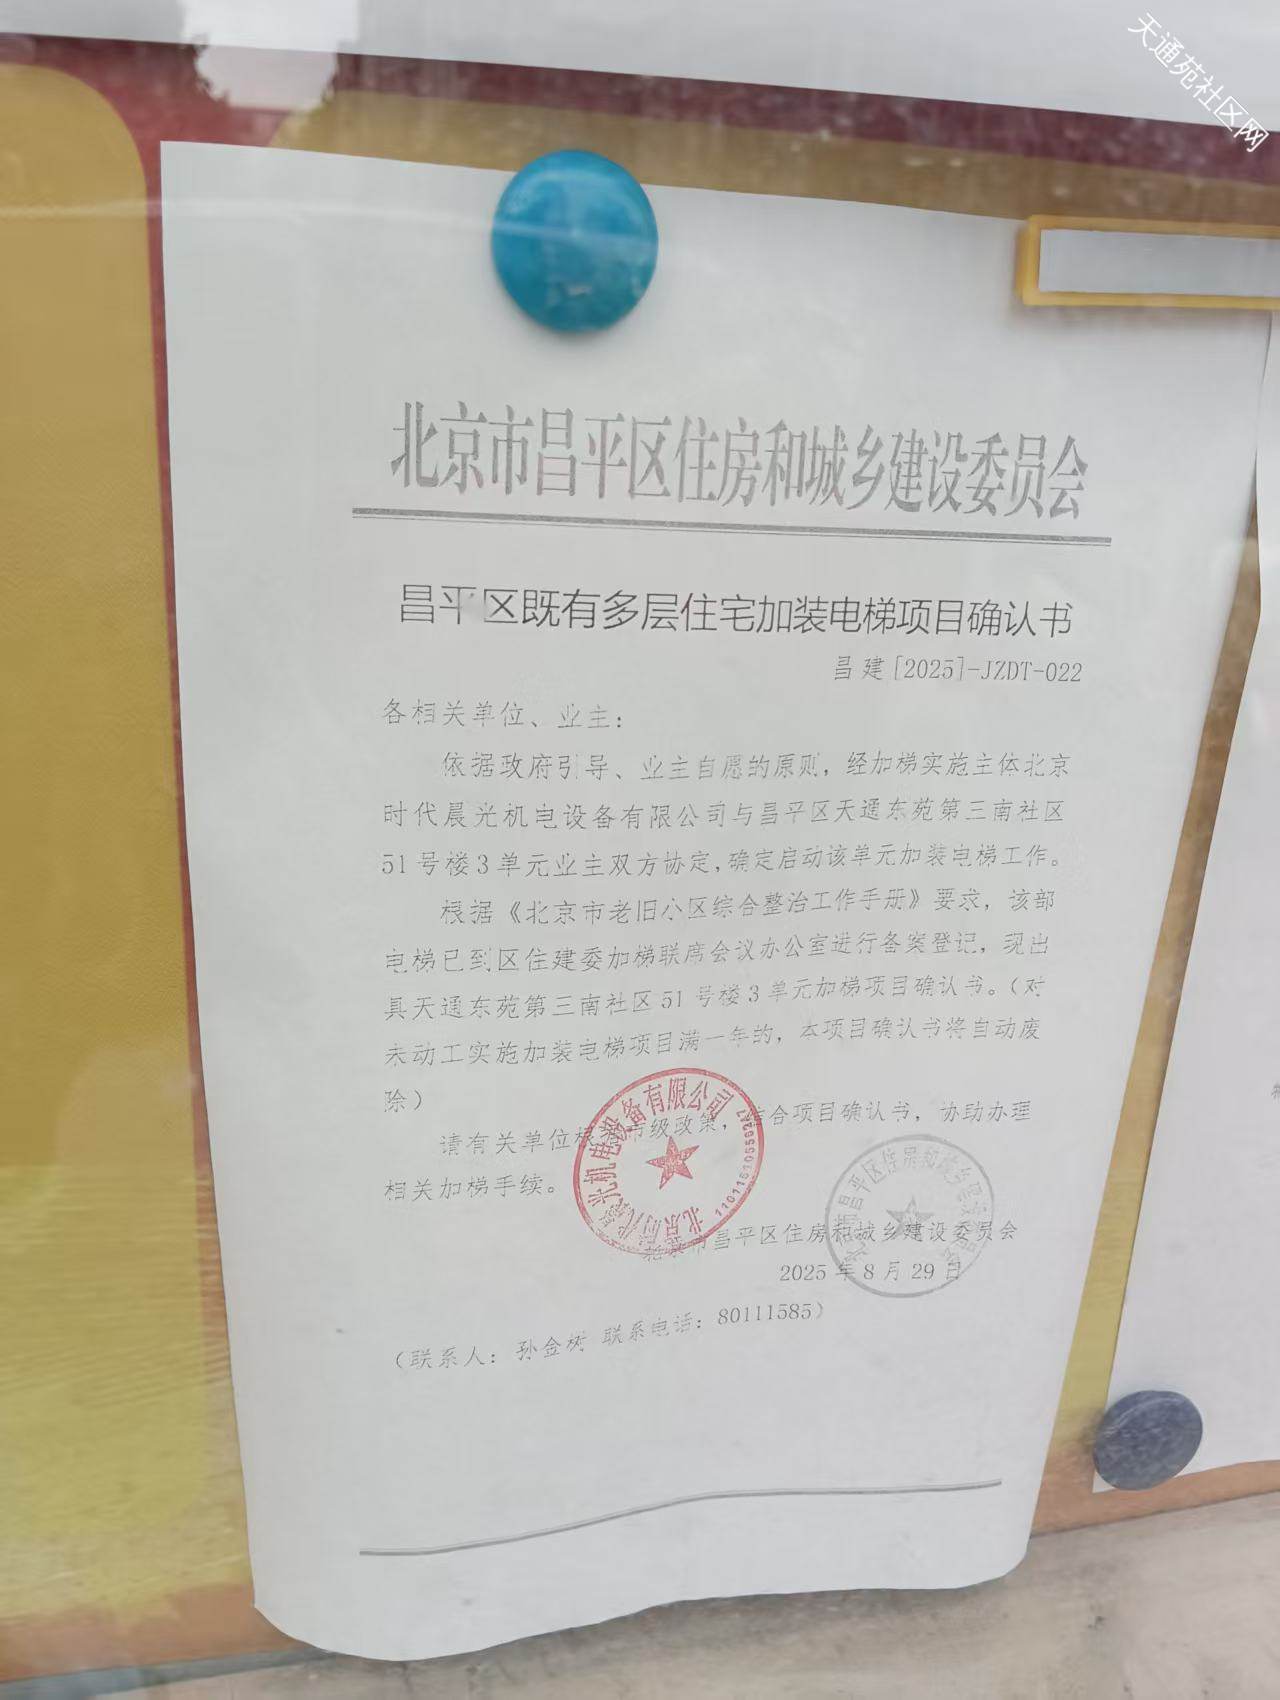 天通苑社区网
北京市昌平区住房和城乡建设委员会
昌平区既有多层住宅加装电梯项目确认书
昌建[2025]-JZDT-022
各相关单位、业主：
依据政府引导、业主自愿的原则，经加梯实施主体北京
时代晨光机电设备有限公司与昌平区天通东苑第三南社区
51号楼3单元业主双方协定，确定启动该单元加装电梯工作。
根据《北京市老旧小区综合整治工作手册》要求，该部
电梯已到区住建委加梯联席会议办公室进行备案登记，现出
具天通东苑第三南社区51号楼3单元加梯项目确认书。（对
未动工实施加装电梯项目满一年的，本项目确认书将自动废
除）
请有关单位根据市级政策，结合项目确认书，协助办理
相关加梯手续。
北京时代晨光机电设备有限公司
北京市昌平区住房和城乡建设委员会
2025年8月29日
（联系人：孙金树 联系电话：80111585）